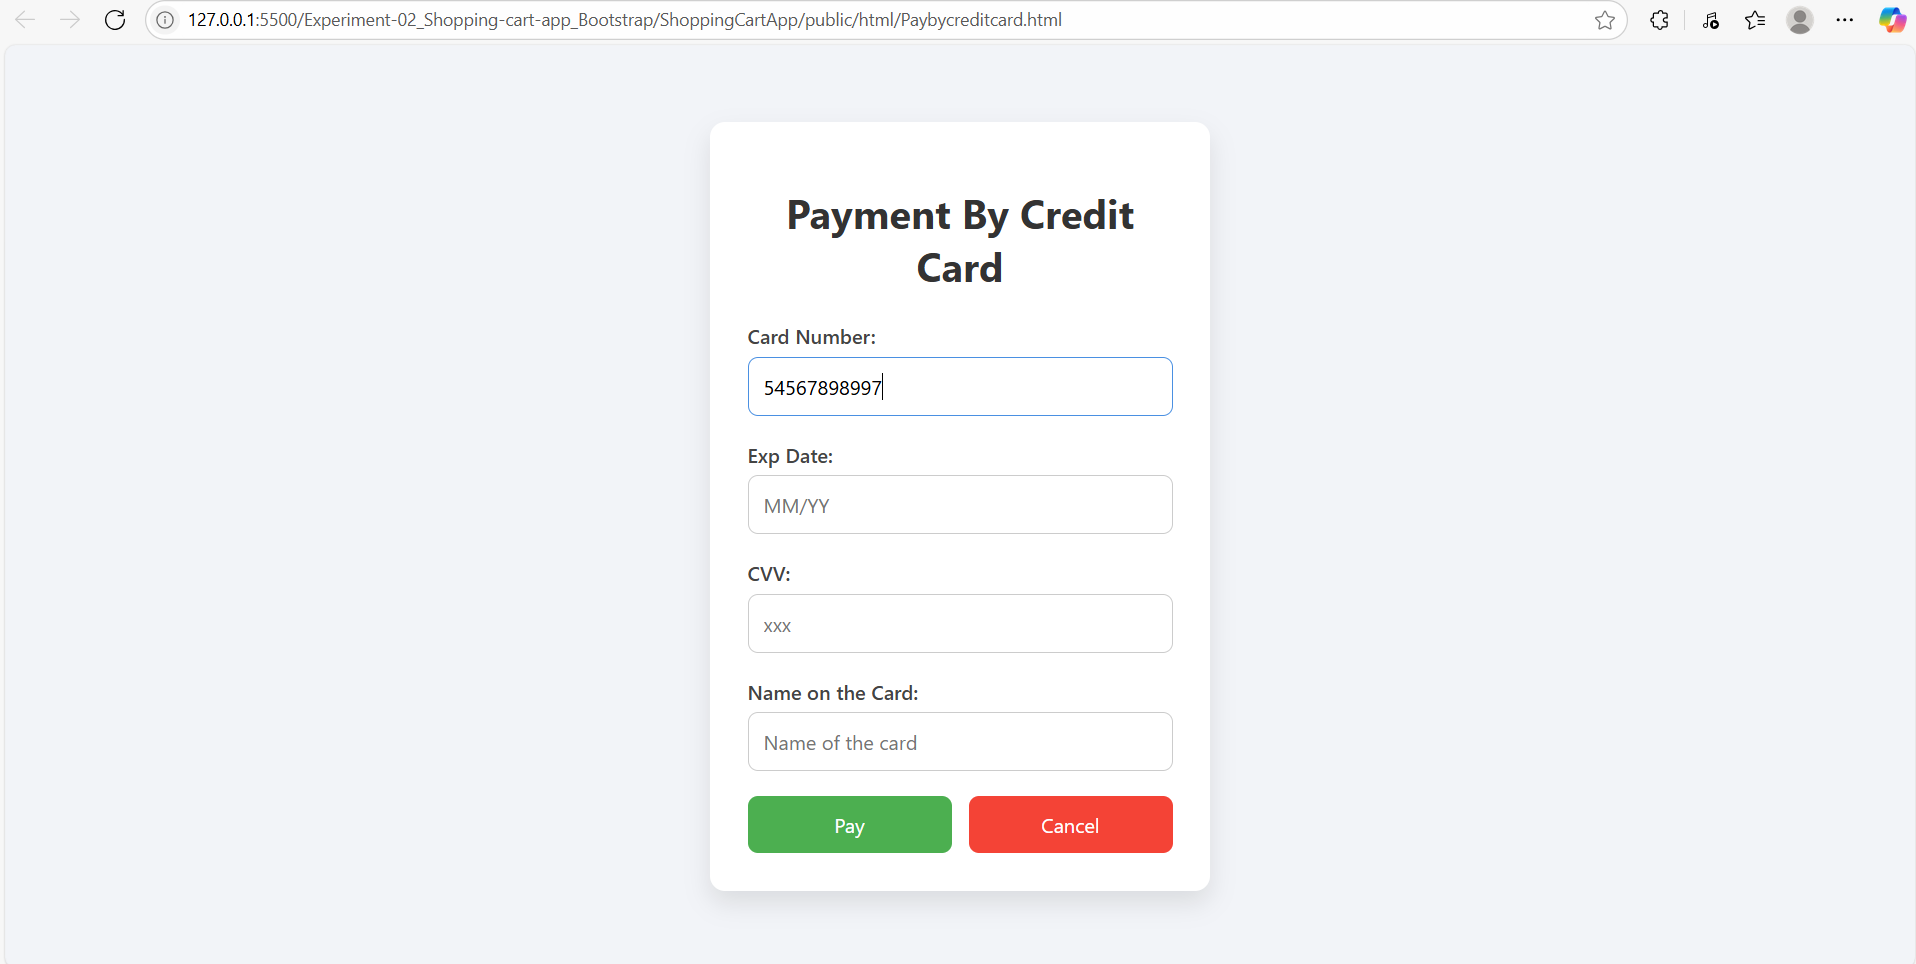 127.0.0.1:5500/Experiment-02_Shopping-cart-app_Bootstrap/ShoppingCartApp/public/html/Paybycreditcard.html
Payment By Credit
Card
Card Number:
54567898997
Exp Date:
MM/YY
CVV:
xxx
Name on the Card:
Name of the card
Pay
Cancel